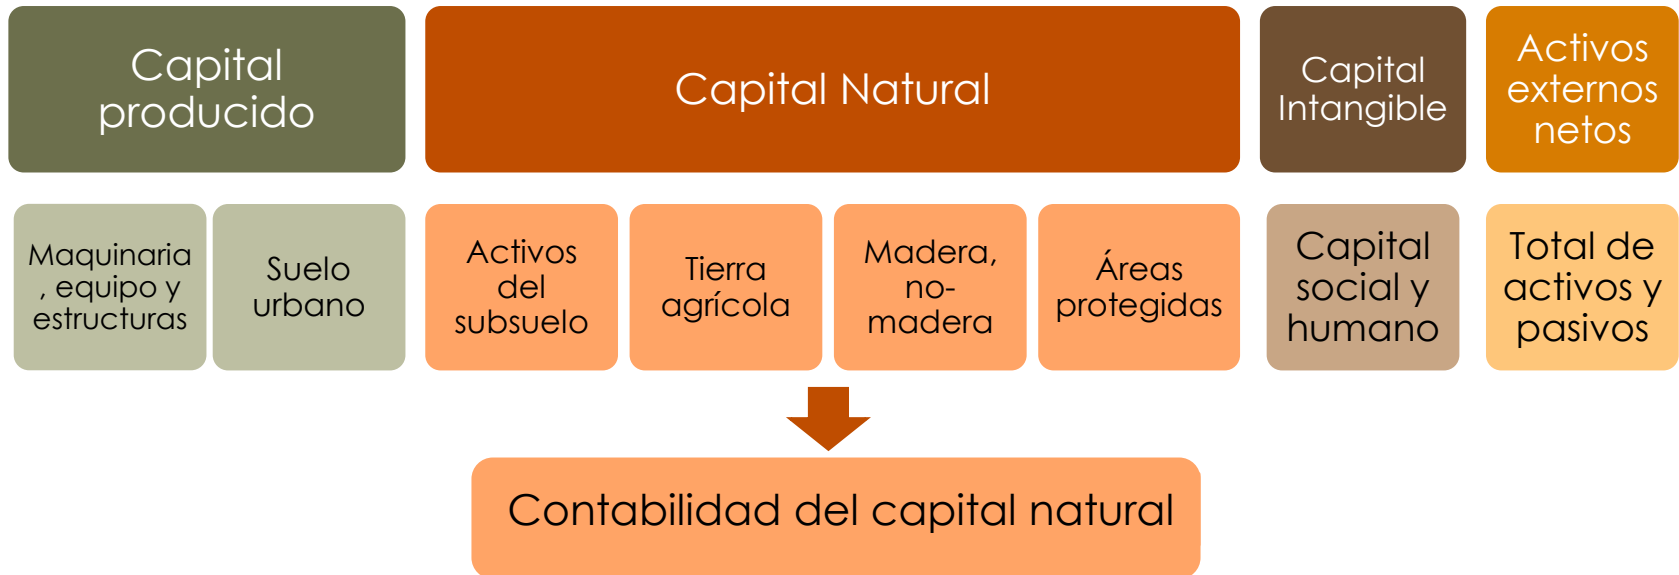 Capital
producido
Capital Natural
Capital
Intangible
Activos
externos
netos
Maquinaria
, equipo y
estructuras
Suelo
urbano
Activos
del
subsuelo
Tierra
agrícola
Madera,
no-
madera
Áreas
protegidas
Capital
social y
humano
Total de
activos y
pasivos
Contabilidad del capital natural